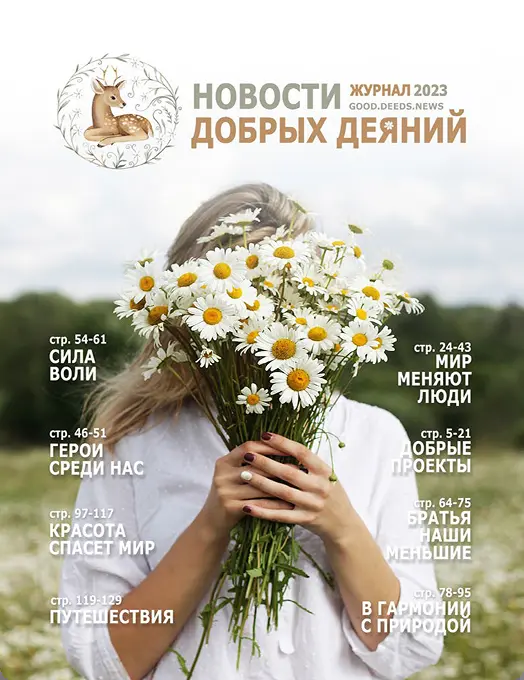 НОВОСТИ
ЖУРНАЛ 2023
GOOD.DEEDS.NEWS
ДОБРЫХ ДЕЯНИЙ
стр. 54-61
СИЛА
ВОЛИ
стр. 46-51
ГЕРОИ
СРЕДИ НАС
стр. 97-117
КРАСОТА
СПАСЕТ МИР
стр. 119-129
ПУТЕШЕСТВИЯ
стр. 24-43
МИР
МЕНЯЮТ
ЛЮДИ
стр. 5-21
ДОБРЫЕ
ПРОЕКТЫ
стр. 64-75
БРАТЬЯ
НАШИ
МЕНЬШИЕ
стр. 78-95
В ГАРМОНИИ
С ПРИРОДОЙ